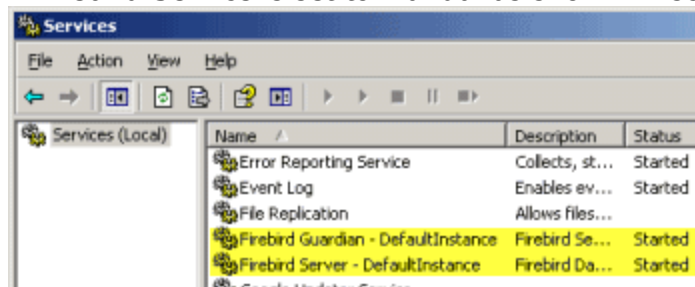 Services
File Action View Help
Services (Local)
Name Description Status
Error Reporting Service Collects, st... Started
Event Log Enables ev... Started
File Replication Allows files...
Firebird Guardian - DefaultInstance Firebird Se... Started
Firebird Server - DefaultInstance Firebird Da... Started